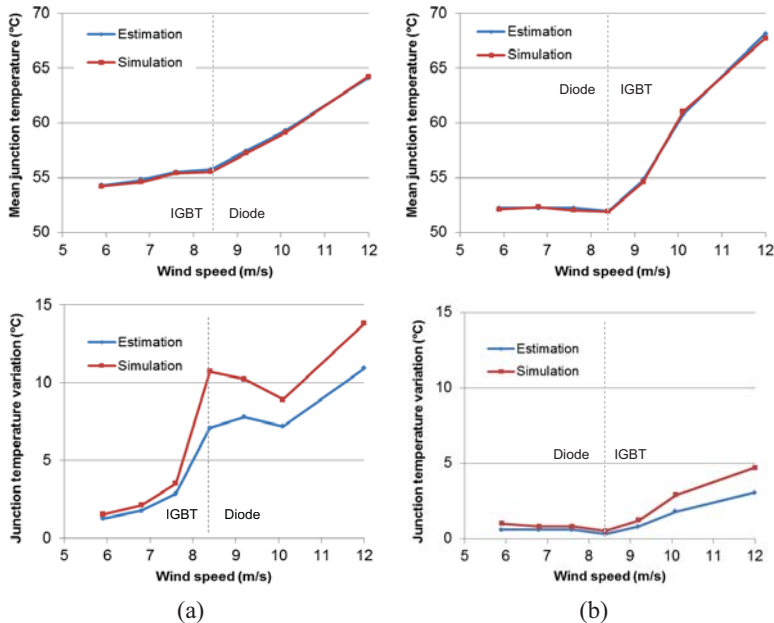 70
65
60
55
50
Mean junction temperature (°C)
Estimation
Simulation
IGBT
Diode
5 6 7 8 9 10 11 12
Wind speed (m/s)
70
65
60
55
50
Mean junction temperature (°C)
Estimation
Simulation
Diode
IGBT
5 6 7 8 9 10 11 12
Wind speed (m/s)
15
10
5
0
Junction temperature variation (°C)
Estimation
Simulation
IGBT
Diode
5 6 7 8 9 10 11 12
Wind speed (m/s)
15
10
5
0
Junction temperature variation (°C)
Estimation
Simulation
Diode
IGBT
5 6 7 8 9 10 11 12
Wind speed (m/s)
(a)
(b)